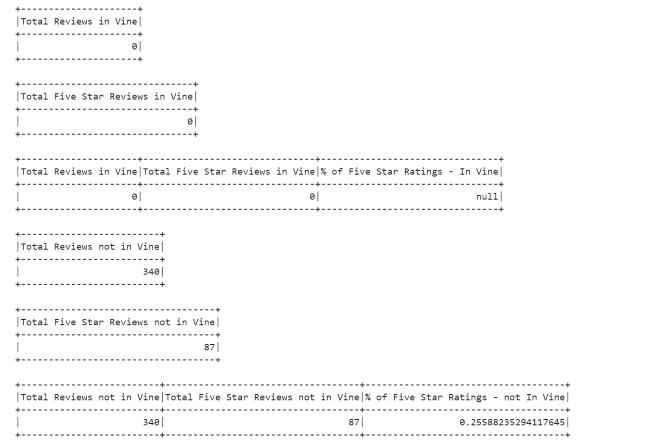 +--------------------+
|Total Reviews in Vine|
+--------------------+
| 0|
+--------------------+
+------------------------------+
|Total Five Star Reviews in Vine|
+------------------------------+
| 0|
+------------------------------+
+--------------------+------------------------------+-------------------------------+
|Total Reviews in Vine|Total Five Star Reviews in Vine|% of Five Star Ratings - In Vine|
+--------------------+------------------------------+-------------------------------+
| 0| 0| null|
+--------------------+------------------------------+-------------------------------+
+------------------------+
|Total Reviews not in Vine|
+------------------------+
| 340|
+------------------------+
+----------------------------------+
|Total Five Star Reviews not in Vine|
+----------------------------------+
| 87|
+----------------------------------+
+------------------------+----------------------------------+-----------------------------------+
|Total Reviews not in Vine|Total Five Star Reviews not in Vine|% of Five Star Ratings - not In Vine|
+------------------------+----------------------------------+-----------------------------------+
| 340| 87| 0.25588235294117645|
+------------------------+----------------------------------+-----------------------------------+